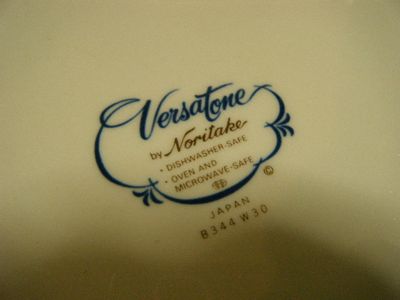 Versatone
by Noritake
• DISHWASHER-SAFE
• OVEN AND
MICROWAVE-SAFE
©
JAPAN
B344 W30